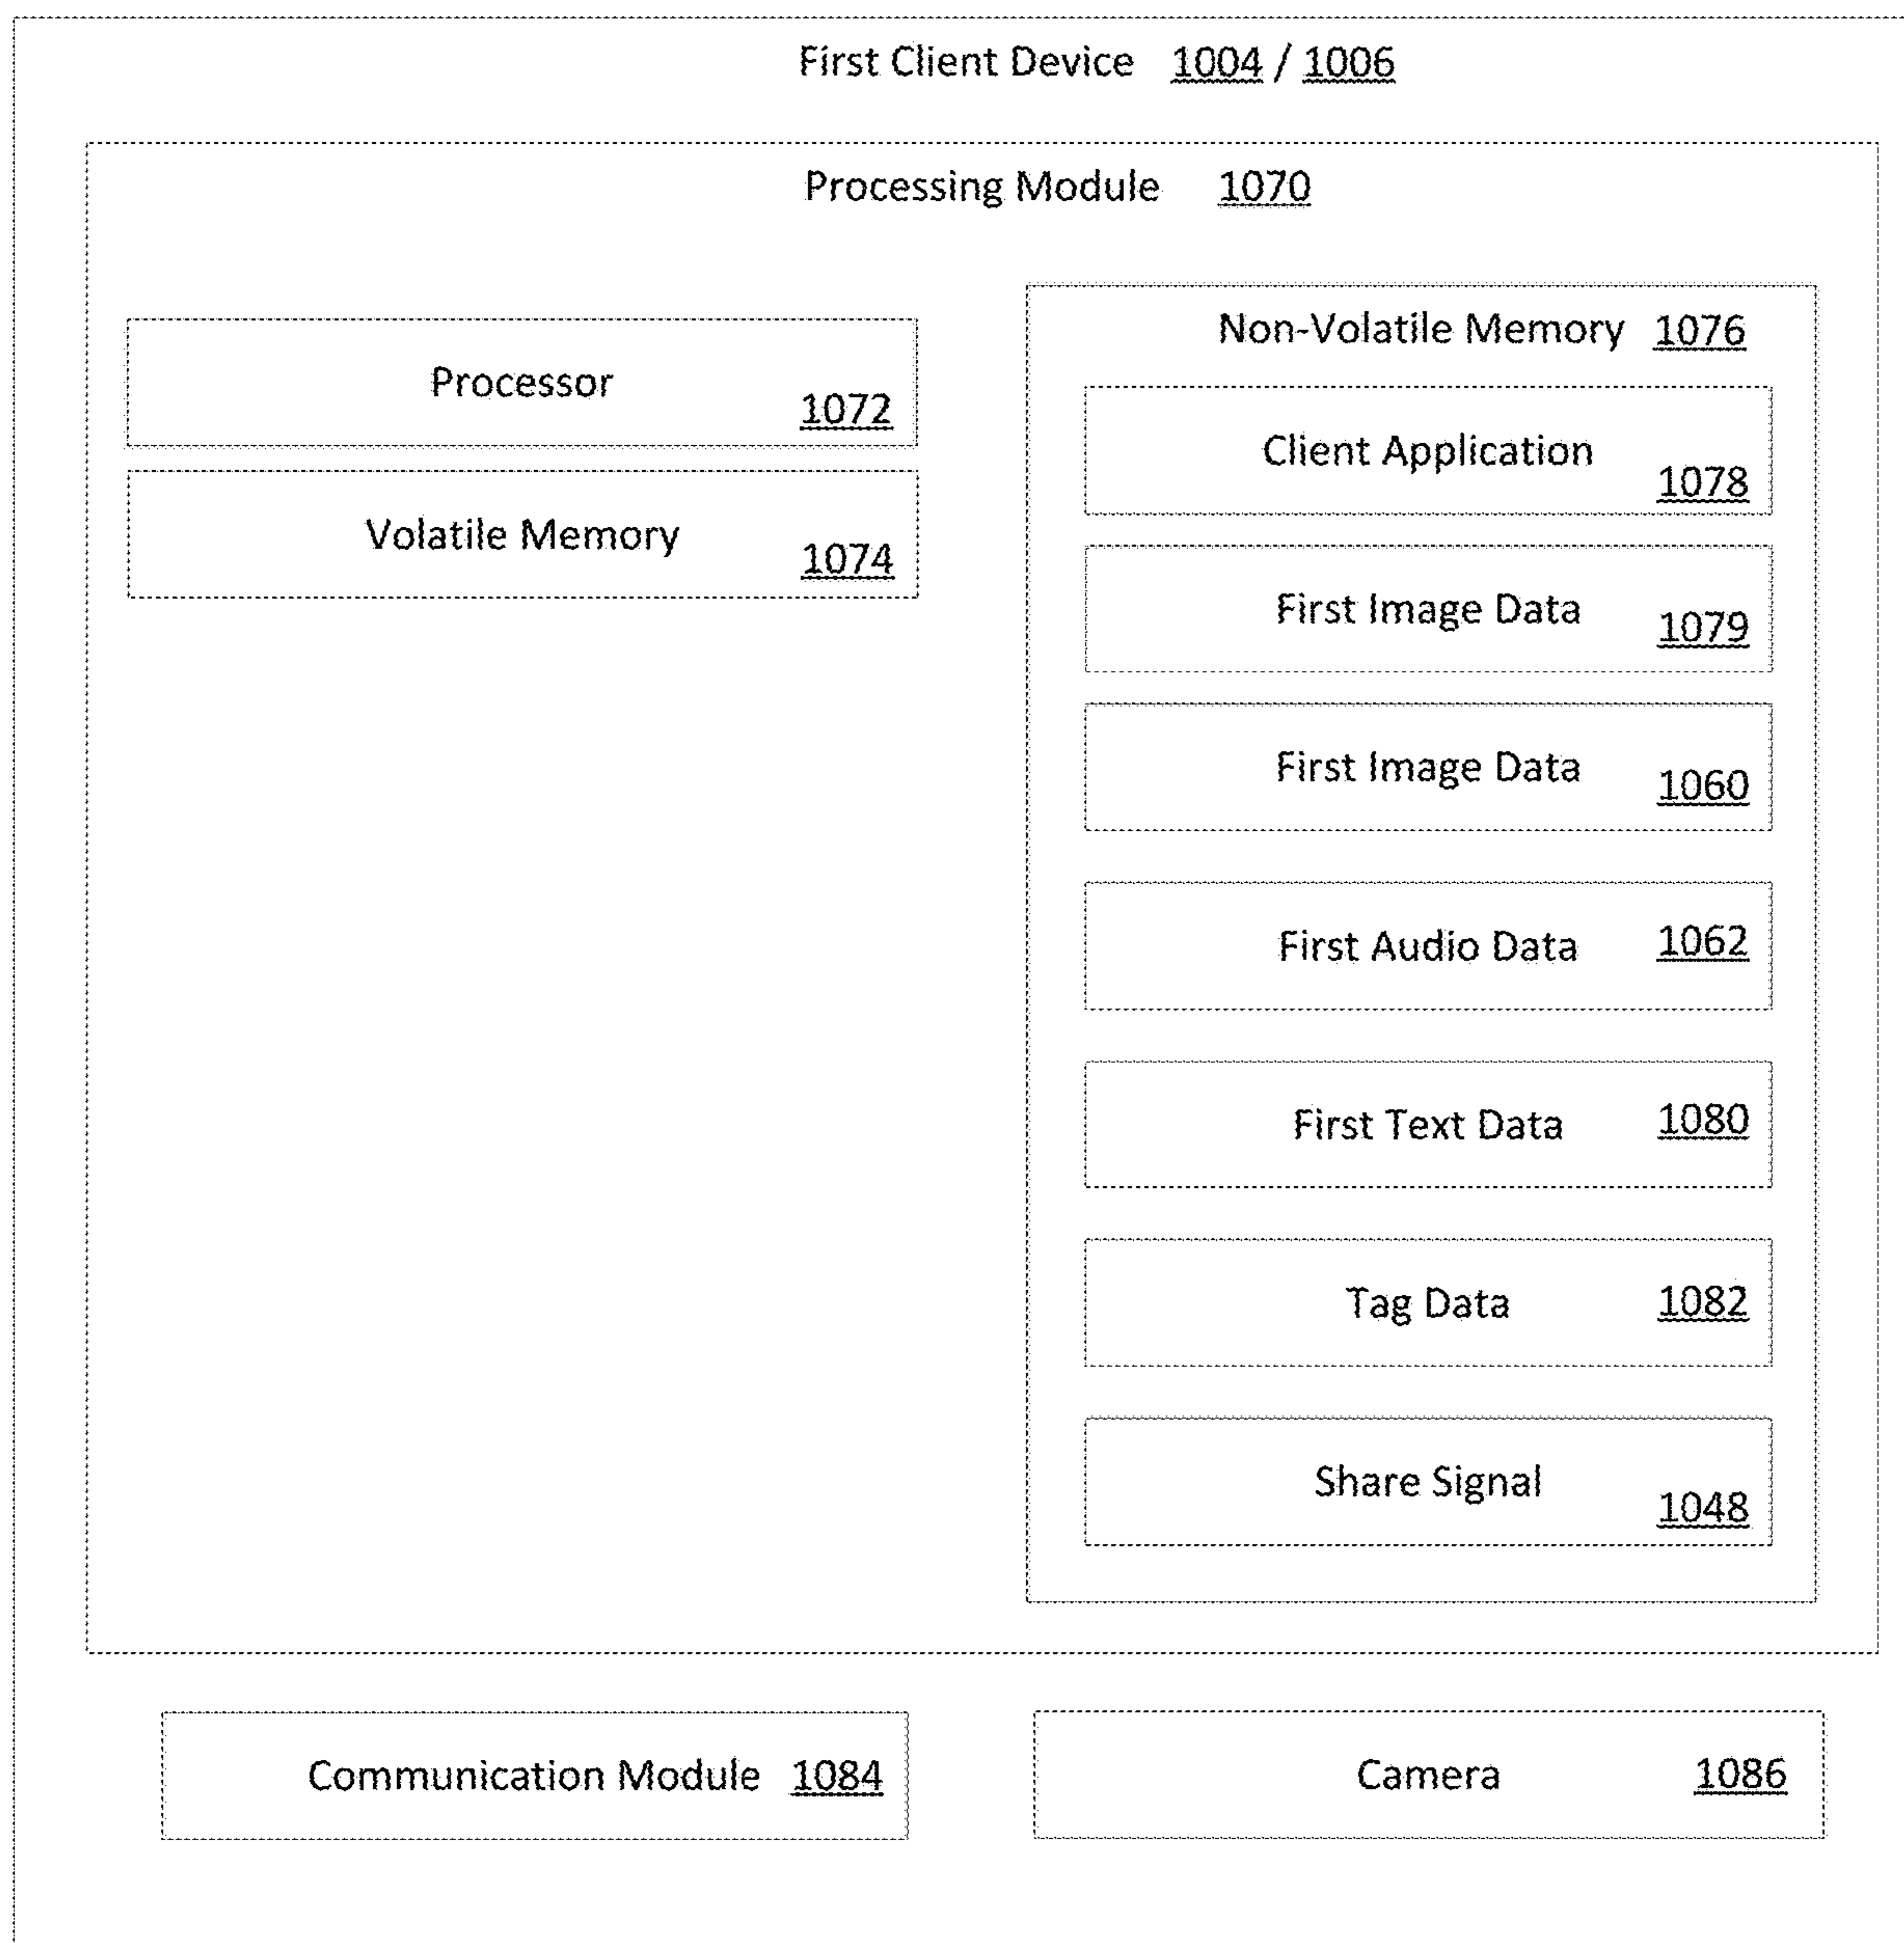 First Client Device 1004 / 1006
Processing Module 1070
Processor 1072
Volatile Memory 1074
Non-Volatile Memory 1076
Client Application 1078
First Image Data 1079
First Image Data 1060
First Audio Data 1062
First Text Data 1080
Tag Data 1082
Share Signal 1048
Communication Module 1084
Camera 1086